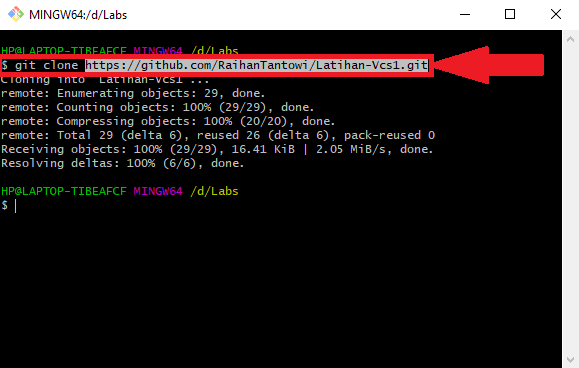 MINGW64:/d/Labs
HP@LAPTOP-TIBEAFCF MINGW64 /d/Labs
$ git clone https://github.com/RaihanTantowi/Latihan-Vcs1.git
Cloning into 'Latihan-Vcs1'...
remote: Enumerating objects: 29, done.
remote: Counting objects: 100% (29/29), done.
remote: Compressing objects: 100% (20/20), done.
remote: Total 29 (delta 6), reused 26 (delta 6), pack-reused 0
Receiving objects: 100% (29/29), 16.41 KiB | 2.05 MiB/s, done.
Resolving deltas: 100% (6/6), done.
HP@LAPTOP-TIBEAFCF MINGW64 /d/Labs
$